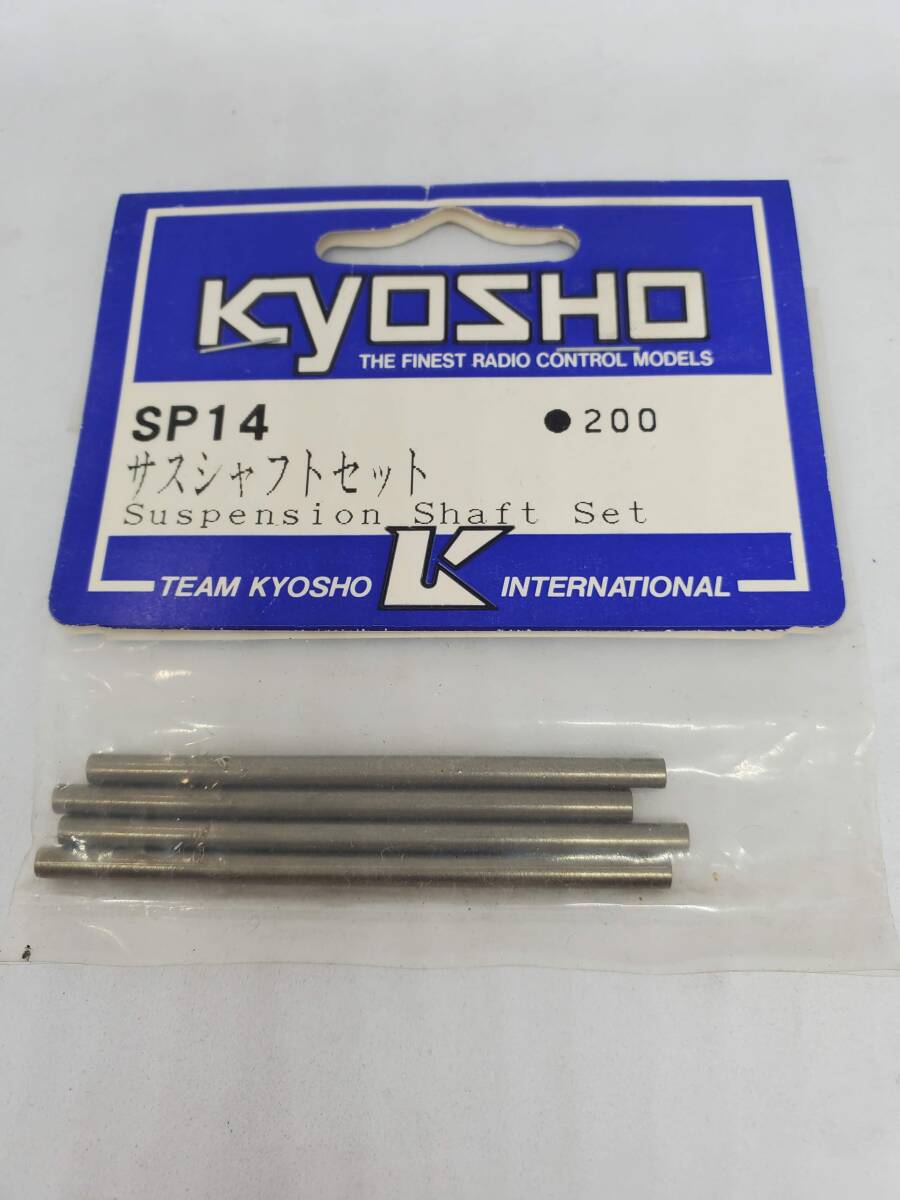 KYOSHO
THE FINEST RADIO CONTROL MODELS
SP14 ●200
サスシャフトセット
Suspension Shaft Set
TEAM KYOSHO K INTERNATIONAL